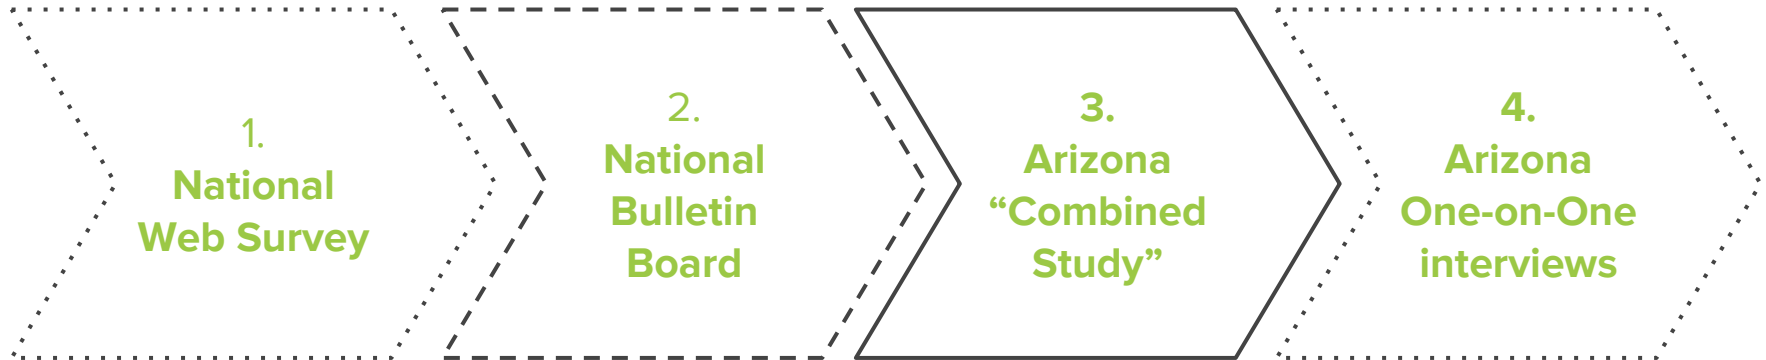 1.
National
Web Survey
2.
National
Bulletin
Board
3.
Arizona
“Combined
Study”
4.
Arizona
One-on-One
interviews